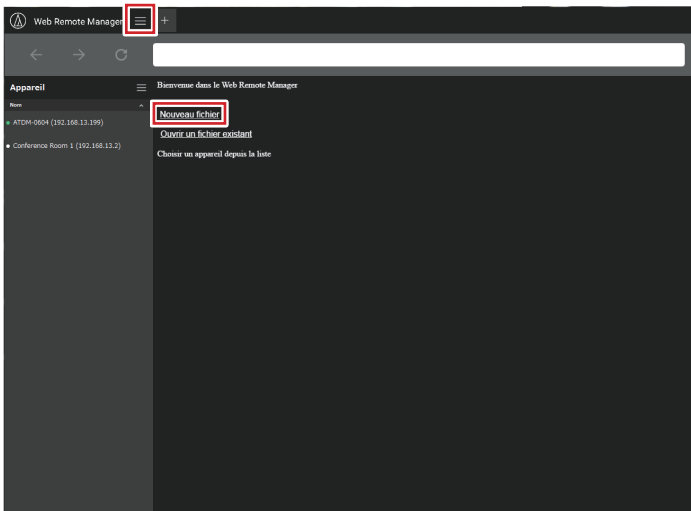 Web Remote Manager
Appareil
Nom
ATDM-0604 (192.168.13.199)
Conference Room 1 (192.168.13.2)
Bienvenue dans le Web Remote Manager
Nouveau fichier
Ouvrir un fichier existant
Choisir un appareil depuis la liste